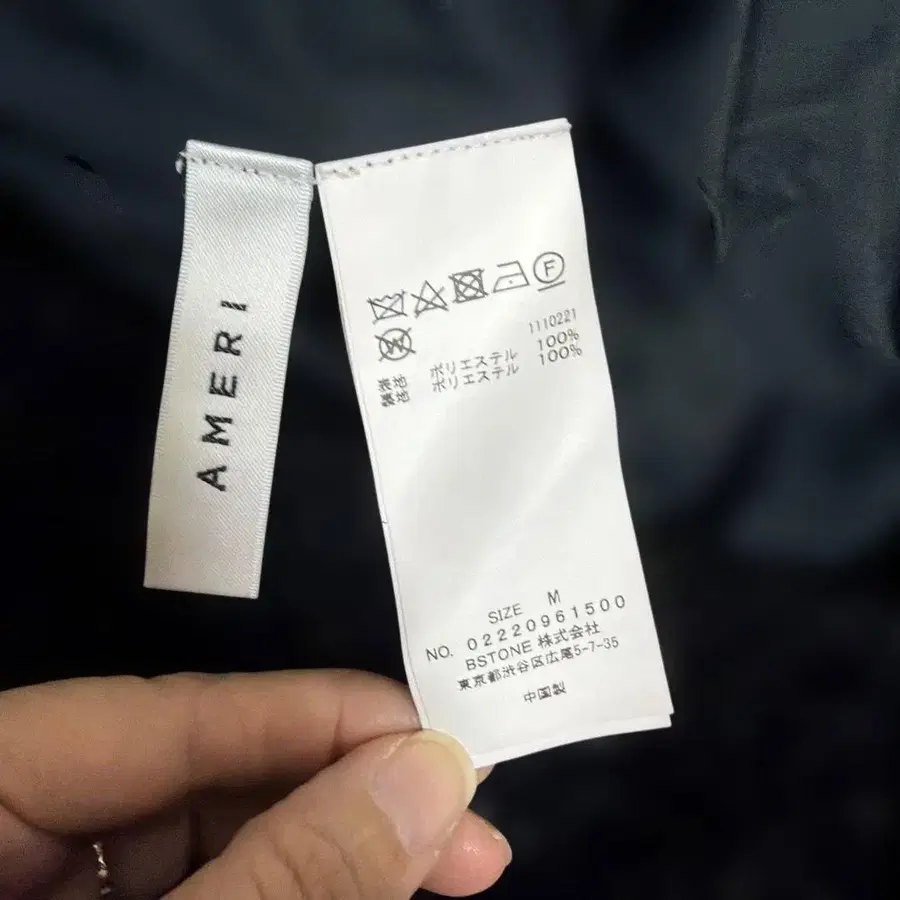 AMERI
F
W
1110221
表地 ポリエステル 100%
裏地 ポリエステル 100%
SIZE M
NO. 02220961500
BSTONE 株式会社
東京都渋谷区広尾5-7-35
中国製